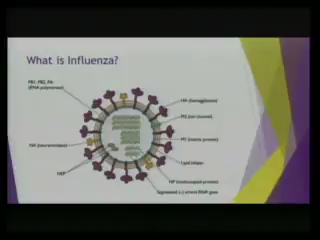 What is Influenza?
PB1, PB2, PA
(RNA polymerase)
HA (hemagglutinin)
M2 (ion channel)
M1 (matrix protein)
NA (neuraminidase)
Lipid bilayer
NEP
NP (nucleocapsid protein)
Segmented (-) strand RNA gene